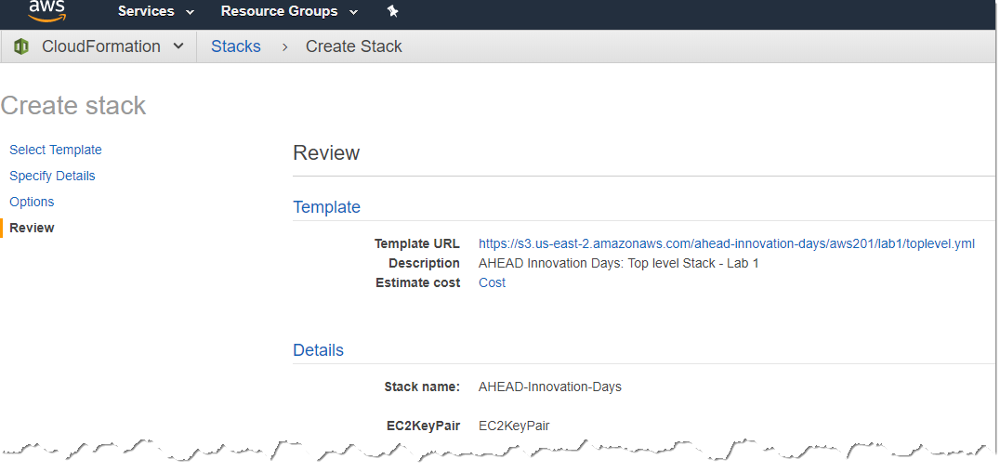 aws Services Resource Groups
CloudFormation Stacks > Create Stack
Create stack
Select Template
Specify Details
Options
Review
Review
Template
Template URL https://s3.us-east-2.amazonaws.com/ahead-innovation-days/aws201/lab1/toplevel.yml
Description AHEAD Innovation Days: Top level Stack - Lab 1
Estimate cost Cost
Details
Stack name: AHEAD-Innovation-Days
EC2KeyPair EC2KeyPair